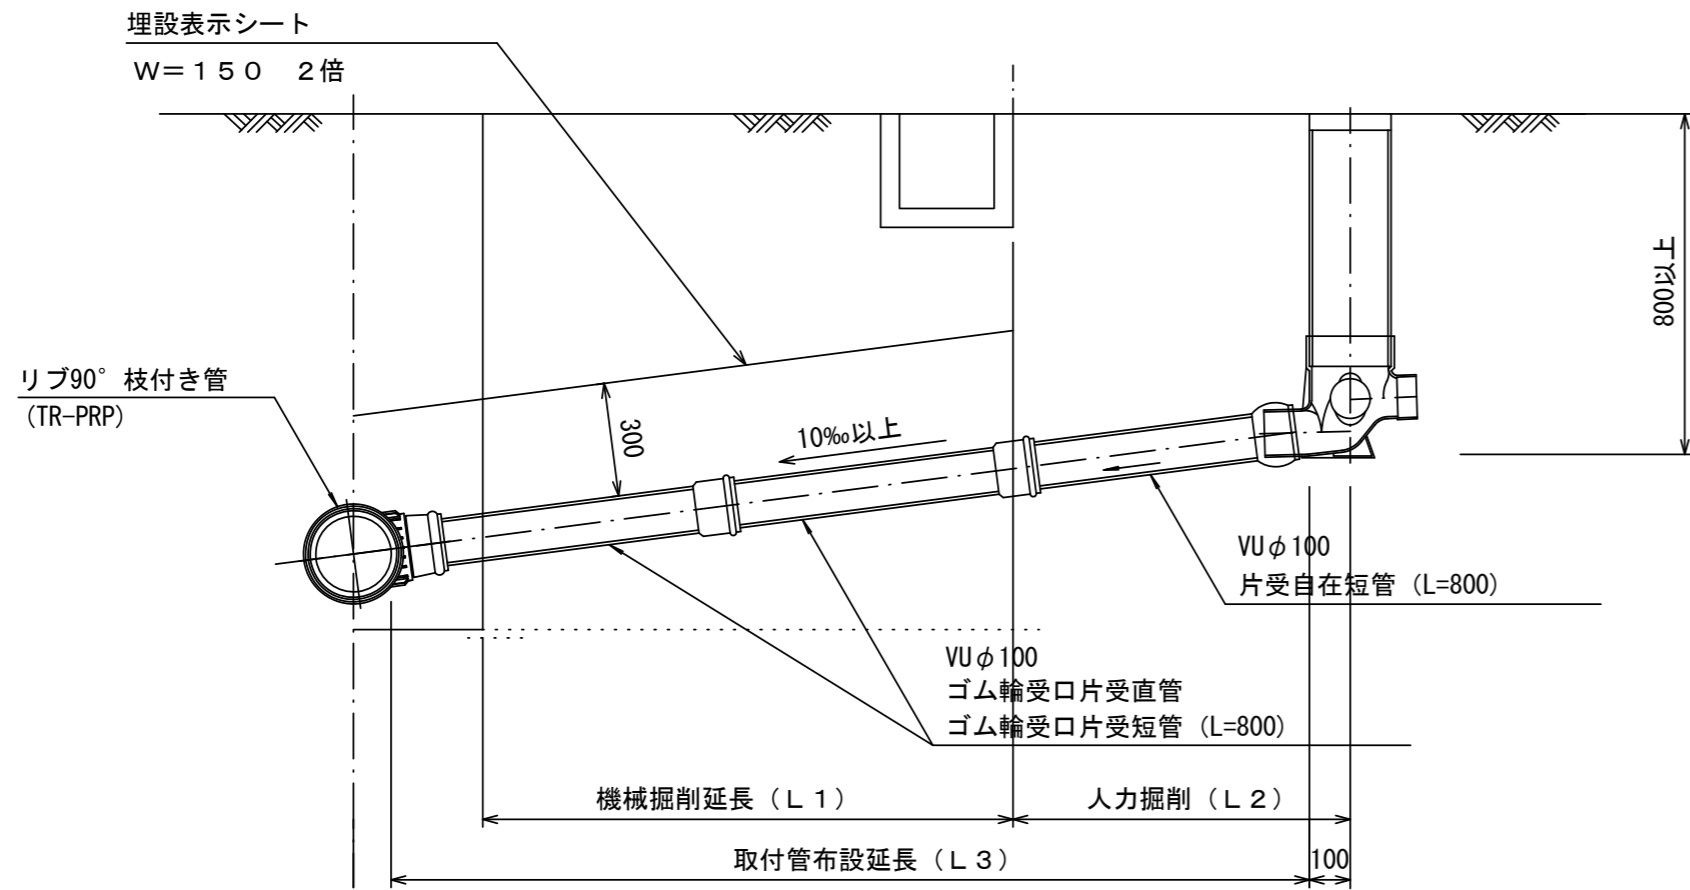 埋設表示シート
W=150 2倍
800以上
リブ90°枝付き管
(TR-PRP)
300
10‰以上
VUφ100
片受自在短管 (L=800)
VUφ100
ゴム輪受口片受直管
ゴム輪受口片受短管 (L=800)
機械掘削延長(L1)
人力掘削(L2)
取付管布設延長(L3)
100